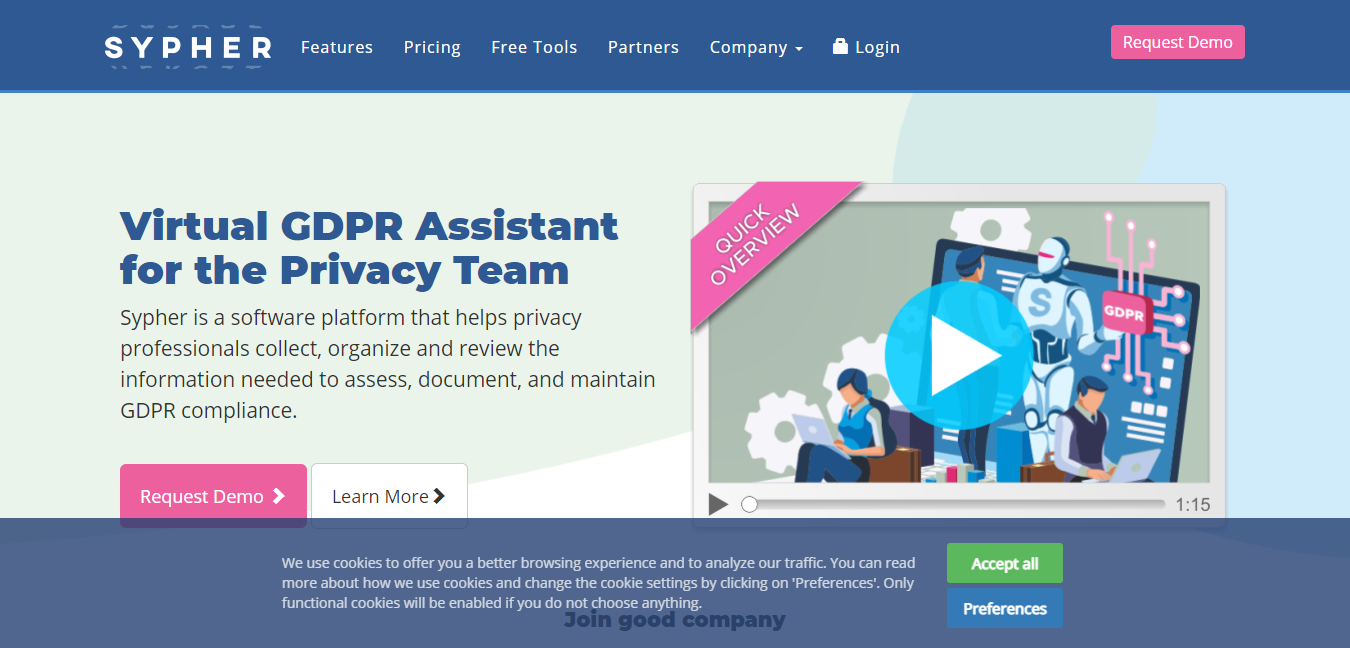 SYPHER
Features
Pricing
Free Tools
Partners
Company
Login
Request Demo
Virtual GDPR Assistant
for the Privacy Team
Sypher is a software platform that helps privacy
professionals collect, organize and review the
information needed to assess, document, and maintain
GDPR compliance.
Request Demo
Learn More
QUICK
OVERVIEW
S
GDPR
1:15
We use cookies to offer you a better browsing experience and to analyze our traffic. You can read
more about how we use cookies and change the cookie settings by clicking on 'Preferences'. Only
functional cookies will be enabled if you do not choose anything.
Accept all
Preferences
Join good company